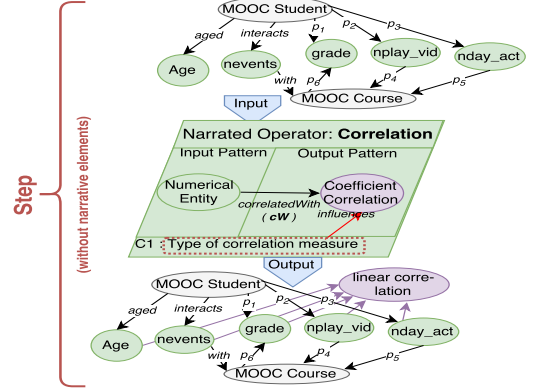 Step
(without narrative elements)
MOOC Student
aged
interacts
p1
p2
p3
Age
nevents
grade
nplay_vid
nday_act
with
p6
p4
p5
MOOC Course
Input
Narrated Operator: Correlation
Input Pattern
Output Pattern
Numerical
Entity
correlatedWith
( cW )
Coefficient
Correlation
influences
C1 : Type of correlation measure
Output
MOOC Student
linear corre-
lation
aged
interacts
p1
p2
p3
Age
nevents
grade
nplay_vid
nday_act
with
p6
p4
p5
MOOC Course